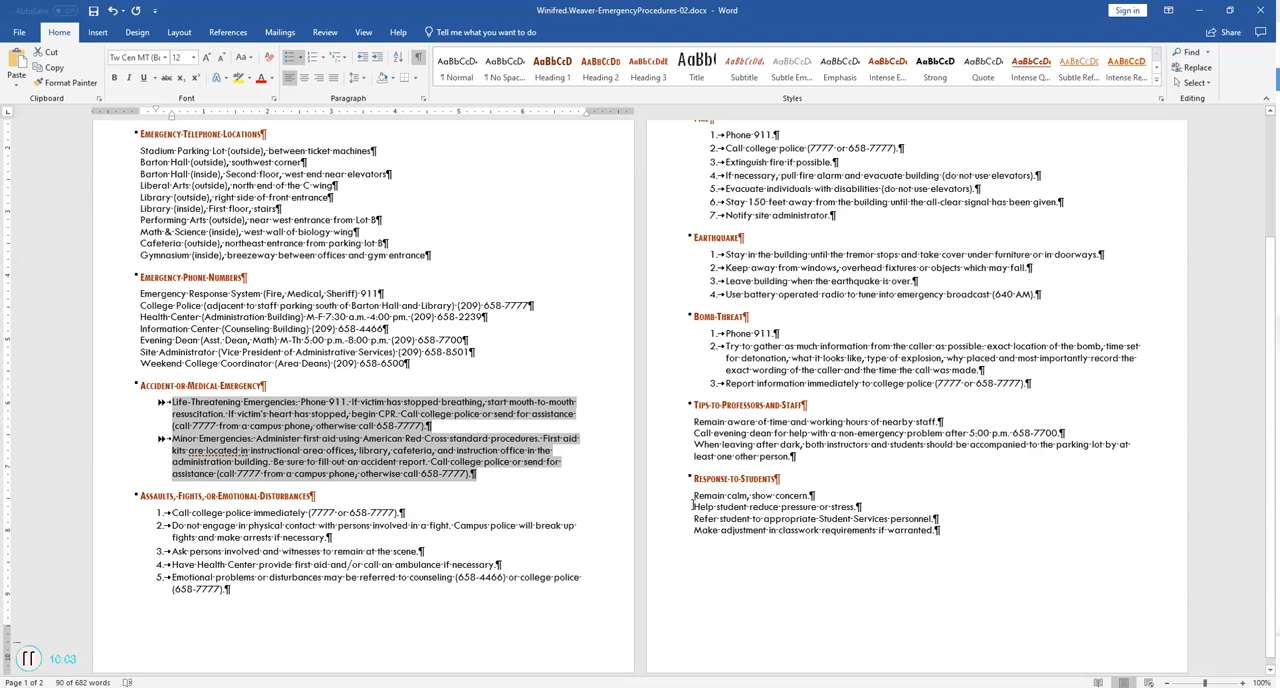 AutoSave
Winifred.Weaver-EmergencyProcedures-02.docx - Word
Sign in
File Home Insert Design Layout References Mailings Review View Help Tell me what you want to do
Share
Paste
Cut
Copy
Format Painter
Clipboard
Tw Cen MT (B 12
Font
Paragraph
AaBbCcDc AaBbCcDc AaBbCcDc AaBbCcDD AaBbCcDdE AaBbC AaBbCcDdE AaBbCcDc AaBbCcDc AaBbCcDc AaBbCcDc AaBbCcDc AaBbCcDc AaBbCcDD AaBbCcDD
¶ Normal ¶ No Spac... Heading 1 Heading 2 Heading 3 Title Subtitle Subtle Em... Emphasis Intense E... Strong Quote Intense Q... Subtle Ref... Intense Re...
Styles
Find
Replace
Select
Editing
Emergency·Telephone·Locations¶
Stadium·Parking·Lot·(outside),·between·ticket·machines¶
Barton·Hall·(outside),·southwest·corner¶
Barton·Hall·(inside),·Second·floor,·west·end·near·elevators¶
Liberal·Arts·(outside),·north·end·of·the·C·wing¶
Library·(outside),·right·side·of·front·entrance¶
Library·(inside),·First·floor,·stairs¶
Performing·Arts·(outside),·near·west·entrance·from·Lot·B¶
Math·&·Science·(inside),·west·wall·of·biology·wing¶
Cafeteria·(outside),·northeast·entrance·from·parking·lot·B¶
Gymnasium·(inside),·breezeway·between·offices·and·gym·entrance¶
Emergency·Phone·Numbers¶
Emergency·Response·System·(Fire,·Medical,·Sheriff)·911¶
College·Police·(adjacent·to·staff·parking·south·of·Barton·Hall·and·Library)·(209)·658-7777¶
Health·Center·(Administration·Building)·M-F·7:30·a.m.-4:00·pm·(209)·658-2239¶
Information·Center·(Counseling·Building)·(209)·658-4466¶
Evening·Dean·(Asst.·Dean,·Math)·M-Th·5:00·pm.-8:00·p.m.·(209)·658-7700¶
Site·Administrator·(Vice·President·of·Administrative·Services)·(209)·658-8501¶
Weekend·College·Coordinator·(Area·Deans)·(209)·658-6500¶
Accident·or·Medical·Emergency¶
Life-Threatening·Emergencies:·Phone·911.·If·victim·has·stopped·breathing,·start·mouth-to-mouth·
resuscitation.·If·victim's·heart·has·stopped,·begin·CPR.·Call·college·police·or·send·for·assistance·
(call·7777·from·a·campus·phone,·otherwise·call·658-7777).¶
Minor·Emergencies:·Administer·first·aid·using·American·Red·Cross·standard·procedures.·First·aid·
kits·are·located·in·instructional·area·offices,·library,·cafeteria,·and·instruction·office·in·the·
administration·building.·Be·sure·to·fill·out·an·accident·report.·Call·college·police·or·send·for·
assistance·(call·7777·from·a·campus·phone,·otherwise·call·658-7777).¶
Assaults,·Fights,·or·Emotional·Disturbances¶
1.→Call·college·police·immediately·(7777·or·658-7777).¶
2.→Do·not·engage·in·physical·contact·with·persons·involved·in·a·fight.·Campus·police·will·break·up·
fights·and·make·arrests·if·necessary.¶
3.→Ask·persons·involved·and·witnesses·to·remain·at·the·scene.¶
4.→Have·Health·Center·provide·first·aid·and/or·call·an·ambulance·if·necessary.¶
5.→Emotional·problems·or·disturbances·may·be·referred·to·counseling·(658-4466)·or·college·police·
(658-7777).¶
1.→Phone·911.¶
2.→Call·college·police·(7777·or·658-7777).¶
3.→Extinguish·fire·if·possible.¶
4.→If·necessary,·pull·fire·alarm·and·evacuate·building·(do·not·use·elevators).¶
5.→Evacuate·individuals·with·disabilities·(do·not·use·elevators).¶
6.→Stay·150·feet·away·from·the·building·until·the·all-clear·signal·has·been·given.¶
7.→Notify·site·administrator.¶
Earthquake¶
1.→Stay·in·the·building·until·the·tremor·stops·and·take·cover·under·furniture·or·in·doorways.¶
2.→Keep·away·from·windows,·overhead·fixtures·or·objects·which·may·fall.¶
3.→Leave·building·when·the·earthquake·is·over.¶
4.→Use·battery·operated·radio·to·tune·into·emergency·broadcast·(640·AM).¶
Bomb·Threat¶
1.→Phone·911.¶
2.→Try·to·gather·as·much·information·from·the·caller·as·possible:·exact·location·of·the·bomb,·time·set·
for·detonation,·what·it·looks·like,·type·of·explosion,·why·placed·and·most·importantly·record·the·
exact·wording·of·the·caller·and·the·time·the·call·was·made.¶
3.→Report·information·immediately·to·college·police·(7777·or·658-7777).¶
Tips·to·Professors·and·Staff¶
Remain·aware·of·time·and·working·hours·of·nearby·staff.¶
Call·evening·dean·for·help·with·a·non-emergency·problem·after·5:00·p.m.·658-7700.¶
When·leaving·after·dark,·both·instructors·and·students·should·be·accompanied·to·the·parking·lot·by·at·
least·one·other·person.¶
Response·to·Students¶
Remain·calm,·show·concern.¶
Help·student·reduce·pressure·or·stress.¶
Refer·student·to·appropriate·Student·Services·personnel.¶
Make·adjustment·in·classwork·requirements·if·warranted.¶
10:03
Page 1 of 2 90 of 682 words
100%